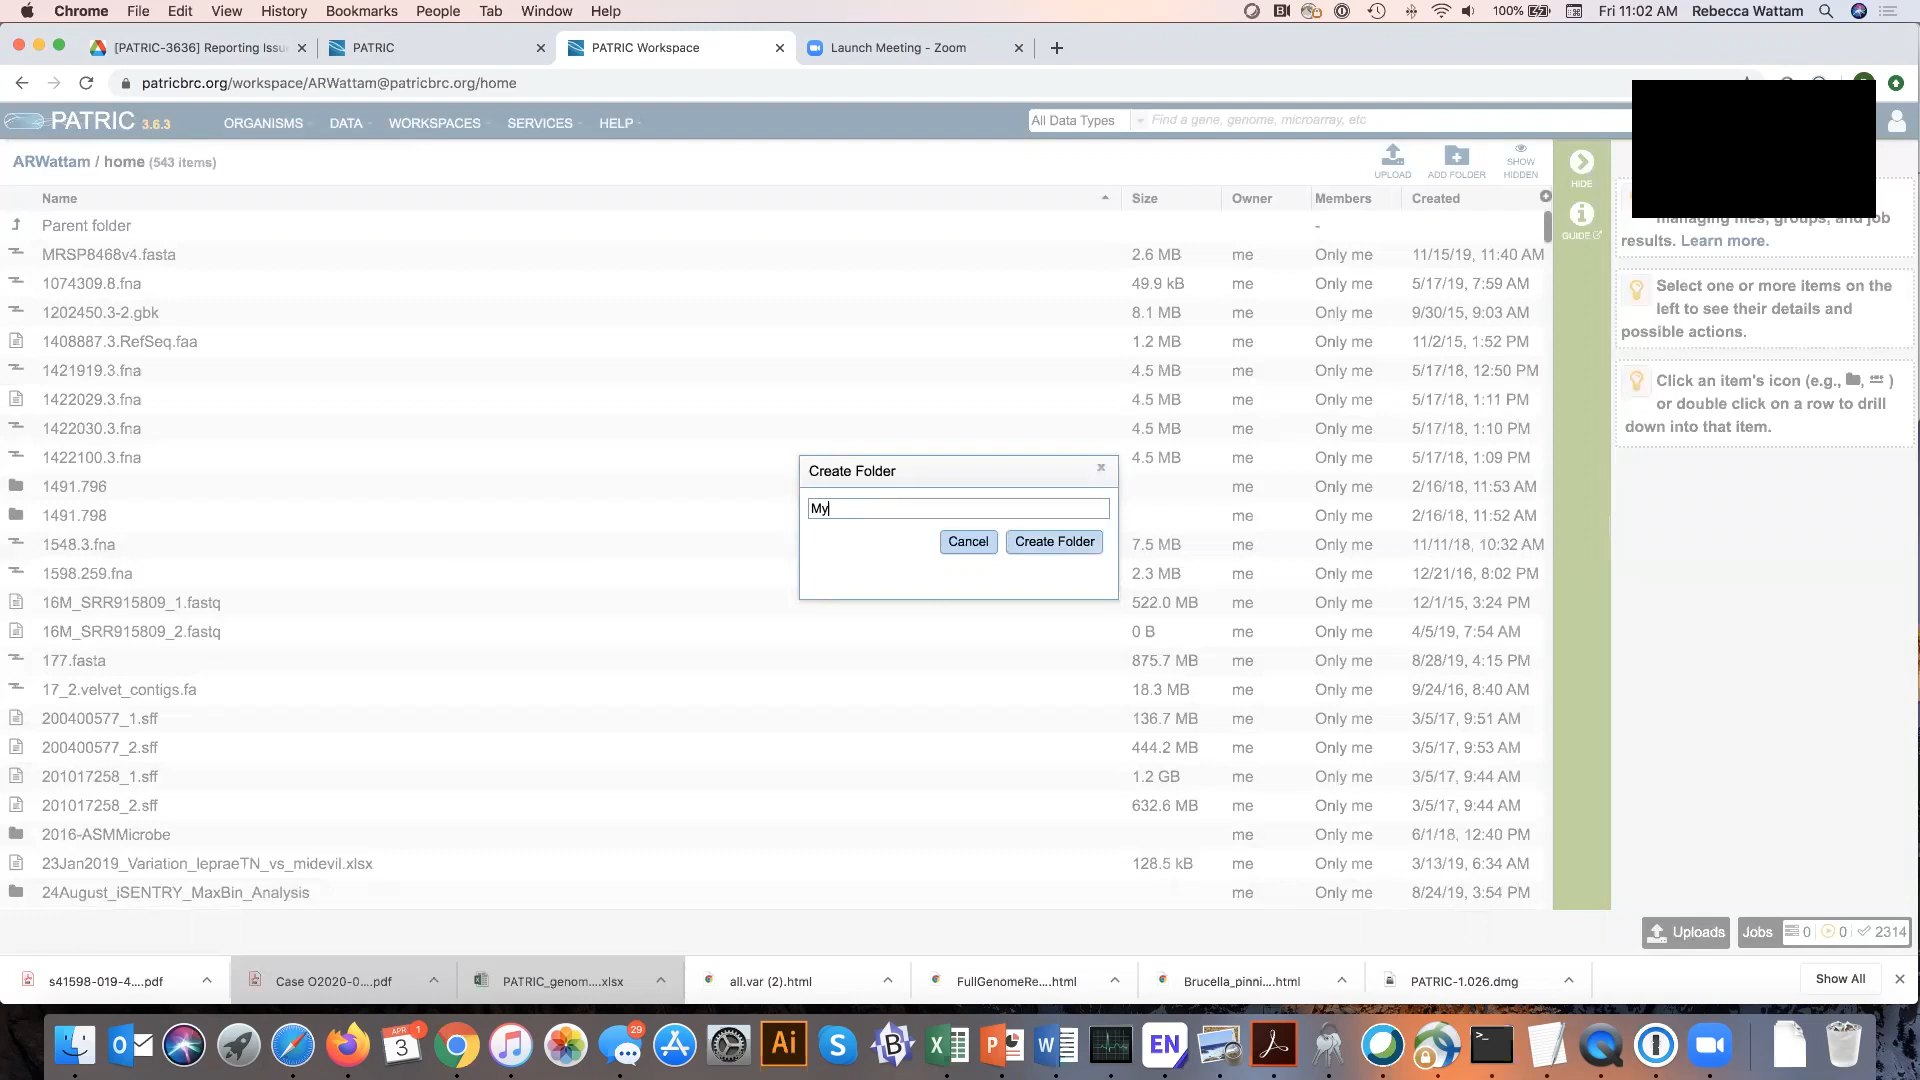 Chrome File Edit View History Bookmarks People Tab Window Help 100% Fri 11:02 AM Rebecca Wattam
[PATRIC-3636] Reporting Issu PATRIC PATRIC Workspace Launch Meeting - Zoom
patricbrc.org/workspace/ARWattam@patricbrc.org/home
PATRIC 3.6.3 ORGANISMS DATA WORKSPACES SERVICES HELP All Data Types Find a gene, genome, microarray, etc
ARWattam / home (543 items) UPLOAD ADD FOLDER SHOW HIDDEN HIDE
Name Size Owner Members Created
Parent folder -
MRSP8468v4.fasta 2.6 MB me Only me 11/15/19, 11:40 AM
1074309.8.fna 49.9 kB me Only me 5/17/19, 7:59 AM
1202450.3-2.gbk 8.1 MB me Only me 9/30/15, 9:03 AM
1408887.3.RefSeq.faa 1.2 MB me Only me 11/2/15, 1:52 PM
1421919.3.fna 4.5 MB me Only me 5/17/18, 12:50 PM
1422029.3.fna 4.5 MB me Only me 5/17/18, 1:11 PM
1422030.3.fna 4.5 MB me Only me 5/17/18, 1:10 PM
1422100.3.fna 4.5 MB me Only me 5/17/18, 1:09 PM
1491.796 me Only me 2/16/18, 11:53 AM
1491.798 me Only me 2/16/18, 11:52 AM
1548.3.fna 7.5 MB me Only me 11/11/18, 10:32 AM
1598.259.fna 2.3 MB me Only me 12/21/16, 8:02 PM
16M_SRR915809_1.fastq 522.0 MB me Only me 12/1/15, 3:24 PM
16M_SRR915809_2.fastq 0 B me Only me 4/5/19, 7:54 AM
177.fasta 875.7 MB me Only me 8/28/19, 4:15 PM
17_2.velvet_contigs.fa 18.3 MB me Only me 9/24/16, 8:40 AM
200400577_1.sff 136.7 MB me Only me 3/5/17, 9:51 AM
200400577_2.sff 444.2 MB me Only me 3/5/17, 9:53 AM
201017258_1.sff 1.2 GB me Only me 3/5/17, 9:44 AM
201017258_2.sff 632.6 MB me Only me 3/5/17, 9:44 AM
2016-ASMMicrobe me Only me 6/1/18, 12:40 PM
23Jan2019_Variation_lepraeTN_vs_midevil.xlsx 128.5 kB me Only me 3/13/19, 6:34 AM
24August_iSENTRY_MaxBin_Analysis me Only me 8/24/19, 3:54 PM
Create Folder
My
Cancel Create Folder
GUIDE
managing files, groups, and job
results. Learn more.
Select one or more items on the
left to see their details and
possible actions.
Click an item's icon (e.g., , )
or double click on a row to drill
down into that item.
Uploads Jobs 0 0 2314
s41598-019-4....pdf Case O2020-0....pdf PATRIC_genom....xlsx all.var (2).html FullGenomeRe....html Brucella_pinni....html PATRIC-1.026.dmg Show All
APR 3 1 29 Ai EN